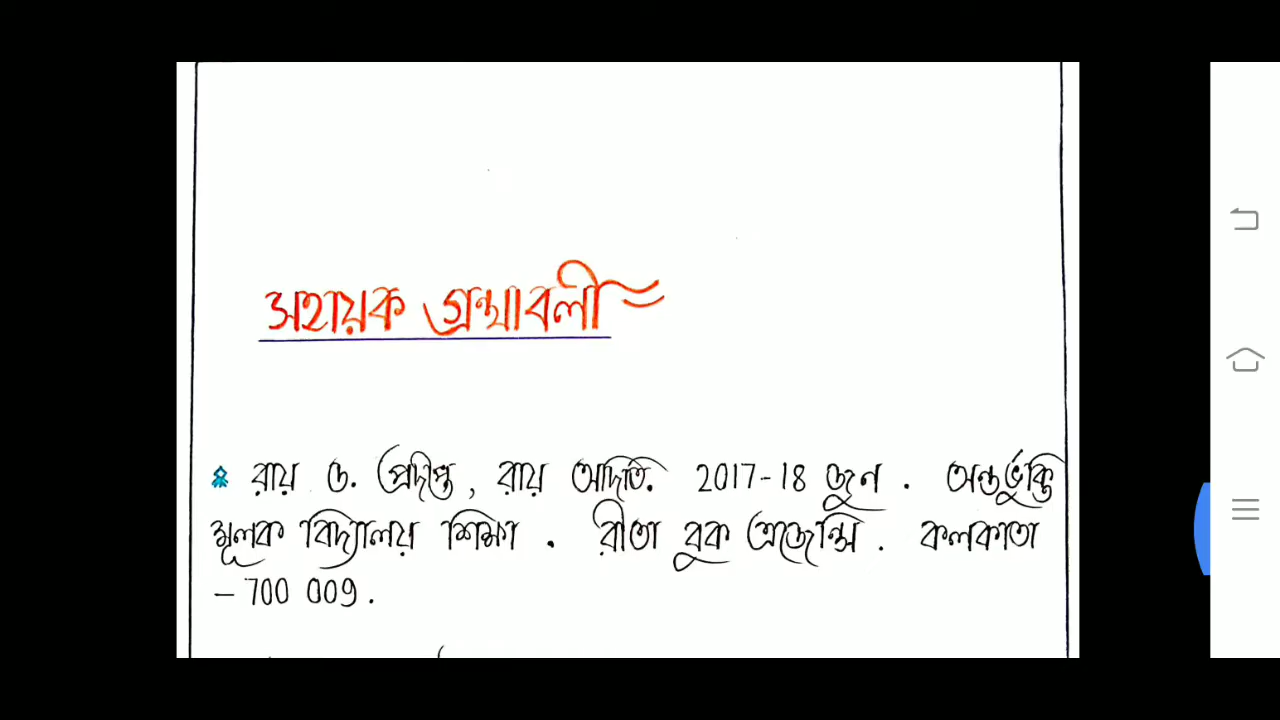 সহায়ক গ্রন্থাবলী
রায় ড. প্রদীপ্ত, রায় অদিতি. 2017-18 জুন. অন্তর্ভুক্তি
মূলক বিদ্যালয় শিক্ষা. রীতা বুক এজেন্সি. কলকাতা
- 700 009.